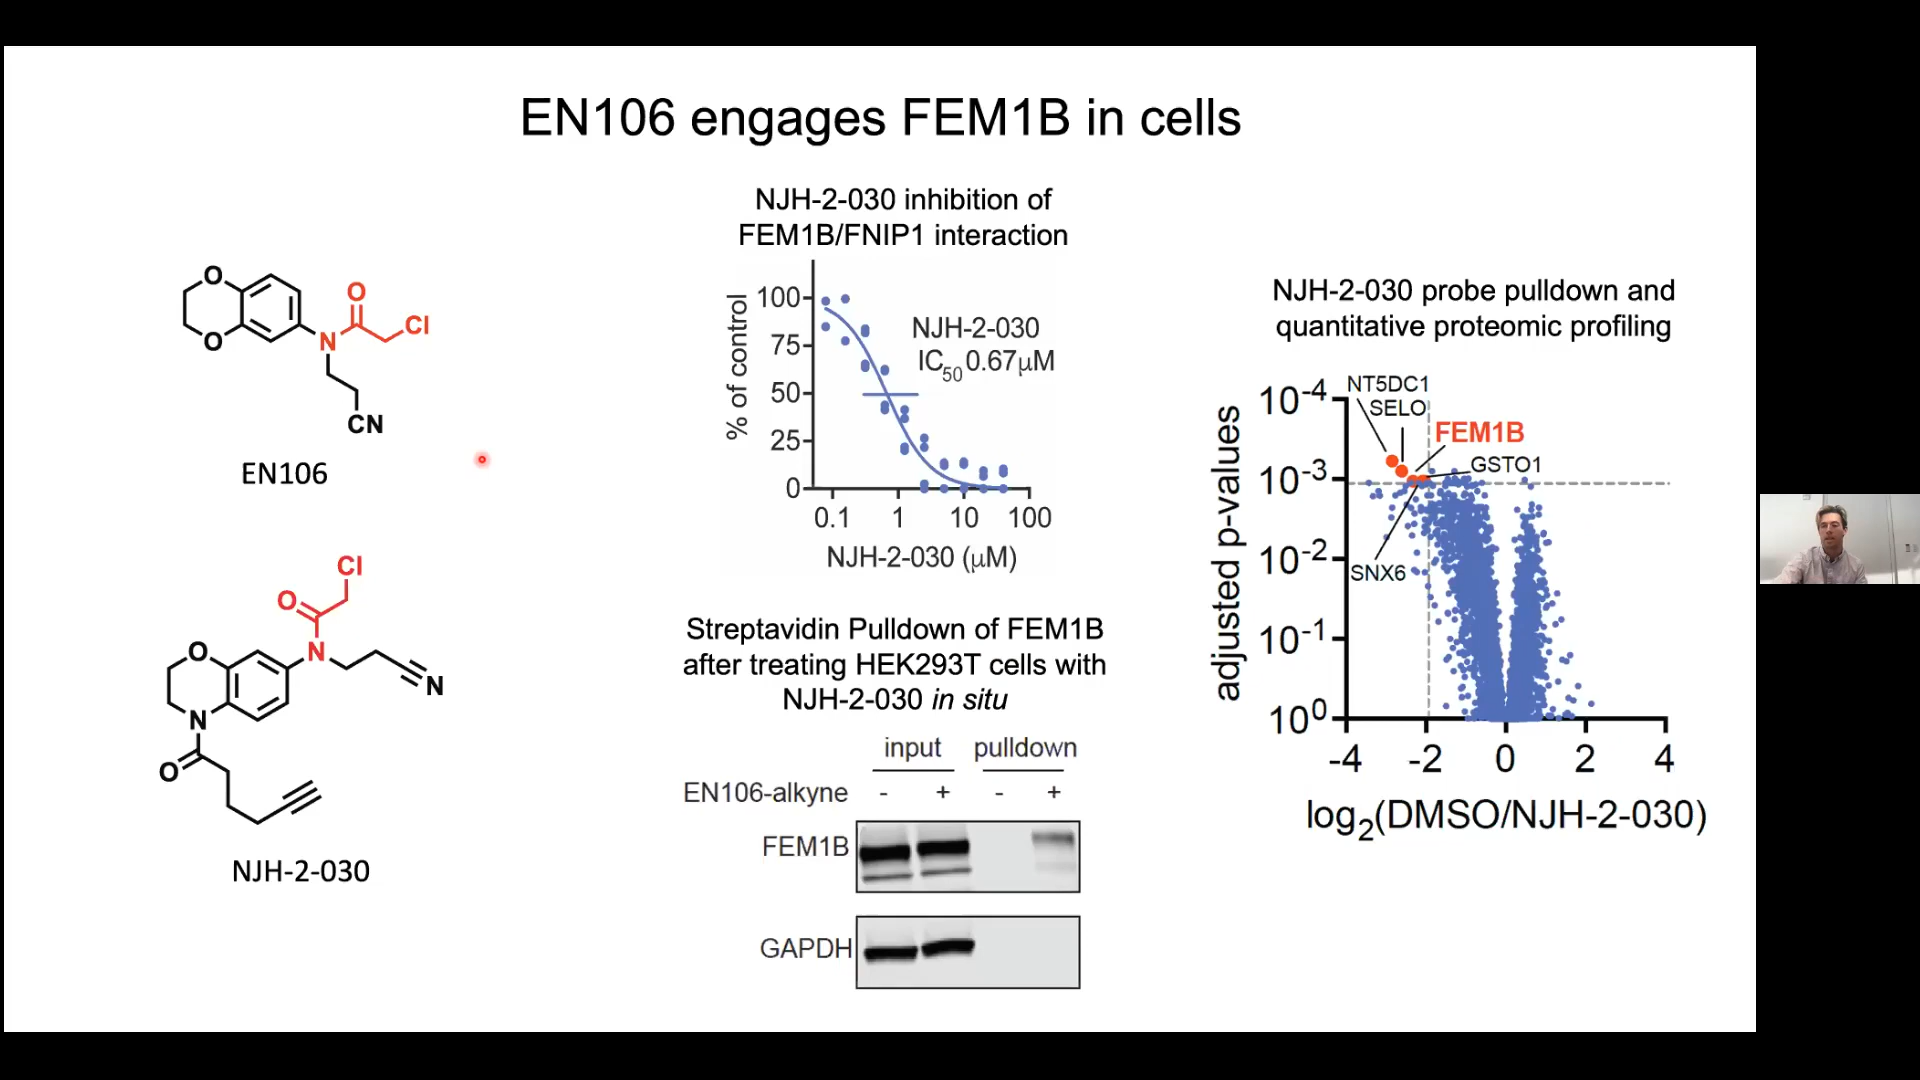 EN106 engages FEM1B in cells
O
O
N
O
Cl
CN
EN106
Cl
O
N
N
O
N
O
NJH-2-030
NJH-2-030 inhibition of
FEM1B/FNIP1 interaction
% of control
100
75
50
25
0
NJH-2-030
IC50 0.67μM
0.1 1 10 100
NJH-2-030 (μM)
Streptavidin Pulldown of FEM1B
after treating HEK293T cells with
NJH-2-030 in situ
input pulldown
EN106-alkyne - + - +
FEM1B
GAPDH
NJH-2-030 probe pulldown and
quantitative proteomic profiling
adjusted p-values
10-4
10-3
10-2
10-1
100
NT5DC1
SELO
FEM1B
GSTO1
SNX6
-4 -2 0 2 4
log2(DMSO/NJH-2-030)